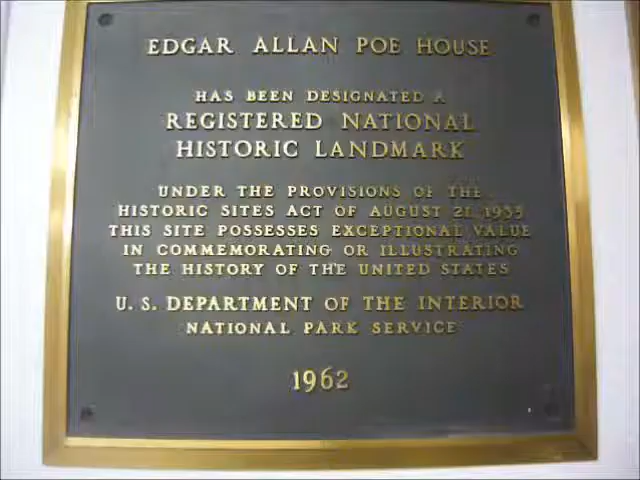 EDGAR ALLAN POE HOUSE
HAS BEEN DESIGNATED A
REGISTERED NATIONAL
HISTORIC LANDMARK
UNDER THE PROVISIONS OF THE
HISTORIC SITES ACT OF AUGUST 21, 1935
THIS SITE POSSESSES EXCEPTIONAL VALUE
IN COMMEMORATING OR ILLUSTRATING
THE HISTORY OF THE UNITED STATES
U. S. DEPARTMENT OF THE INTERIOR
NATIONAL PARK SERVICE
1962